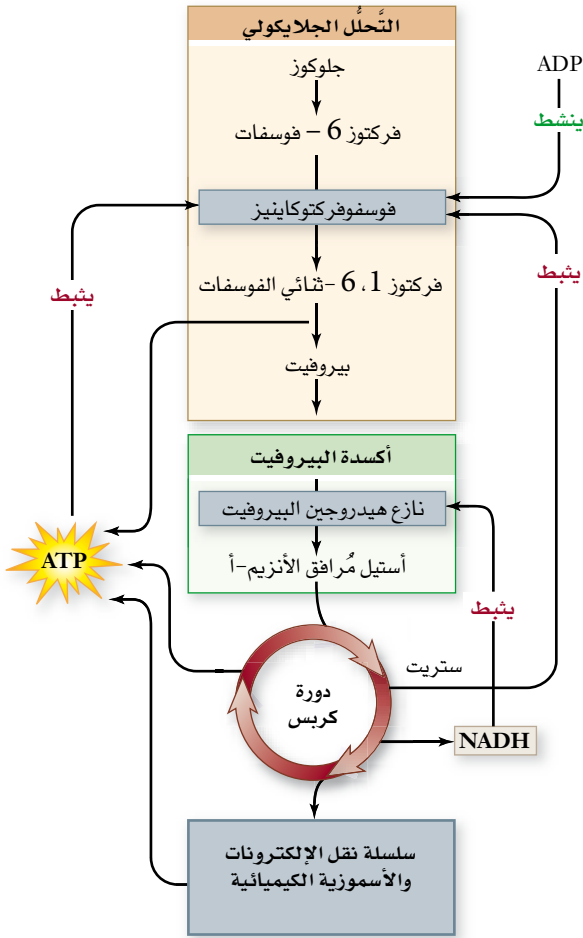 التَّحلُّل الجلايكولي
جلوكوز
ADP
ينشط
فركتوز 6 – فوسفات
فوسفوفركتوكاينيز
يثبط
يثبط
فركتوز 1، 6 -ثنائي الفوسفات
بيروفيت
أكسدة البيروفيت
نازع هيدروجين البيروفيت
ATP
أستيل مُرافق الأنزيم-أ
يثبط
ستريت
دورة
كربس
NADH
سلسلة نقل الإلكترونات
والأسموزية الكيميائية